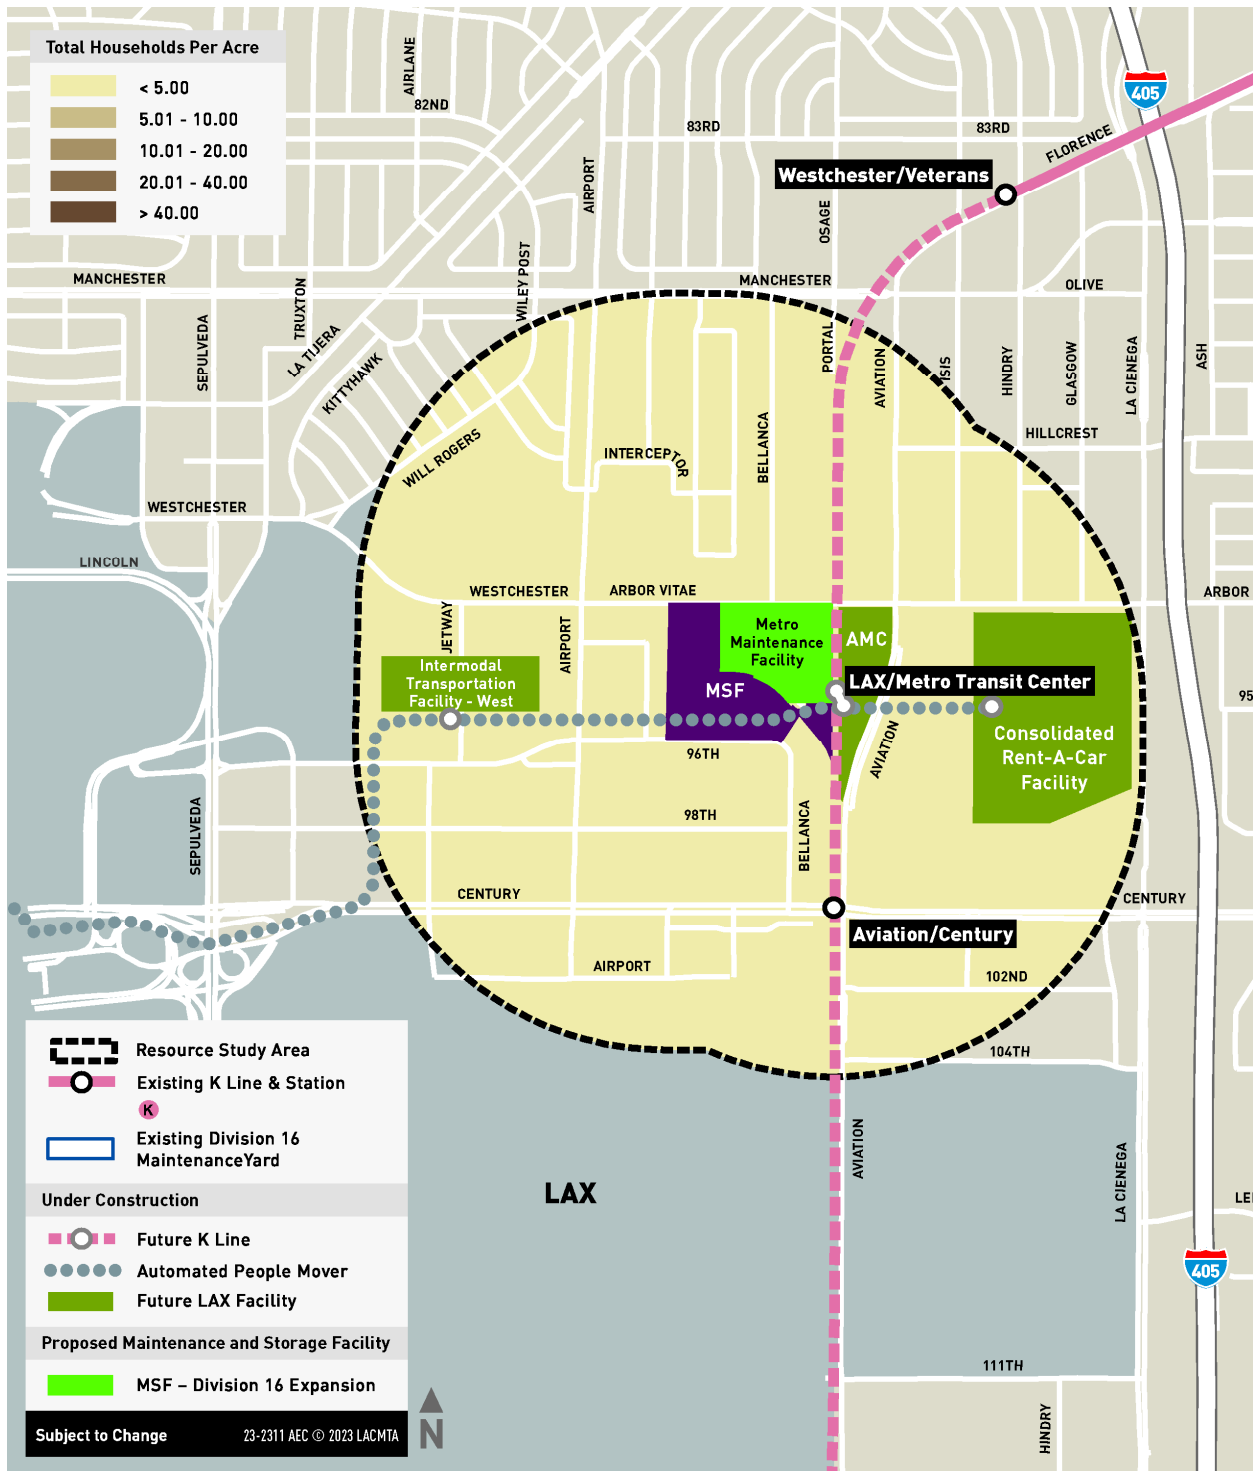 Total Households Per Acre
< 5.00
5.01 - 10.00
10.01 - 20.00
20.01 - 40.00
> 40.00
AIRLANE
82ND
83RD
83RD
405
FLORENCE
Westchester/Veterans
AIRPORT
OSAGE
WILEY POST
MANCHESTER
MANCHESTER
OLIVE
TRUXTON
SEPULVEDA
LA TIJERA
KITTYHAWK
PORTAL
AVIATION
ISIS
HINDRY
GLASGOW
LA CIENEGA
ASH
HILLCREST
WILL ROGERS
INTERCEPTOR
BELLANCA
WESTCHESTER
LINCOLN
WESTCHESTER
ARBOR VITAE
ARBOR
JETWAY
AIRPORT
Metro
Maintenance
Facility
AMC
Intermodal
Transportation
Facility - West
MSF
LAX/Metro Transit Center
95
96TH
AVIATION
Consolidated
Rent-A-Car
Facility
98TH
SEPULVEDA
BELLANCA
CENTURY
CENTURY
Aviation/Century
AIRPORT
102ND
104TH
AVIATION
LA CIENEGA
LAX
LE
405
111TH
HINDRY
Resource Study Area
Existing K Line & Station
K
Existing Division 16
MaintenanceYard
Under Construction
Future K Line
Automated People Mover
Future LAX Facility
Proposed Maintenance and Storage Facility
MSF – Division 16 Expansion
Subject to Change
23-2311 AEC © 2023 LACMTA
N